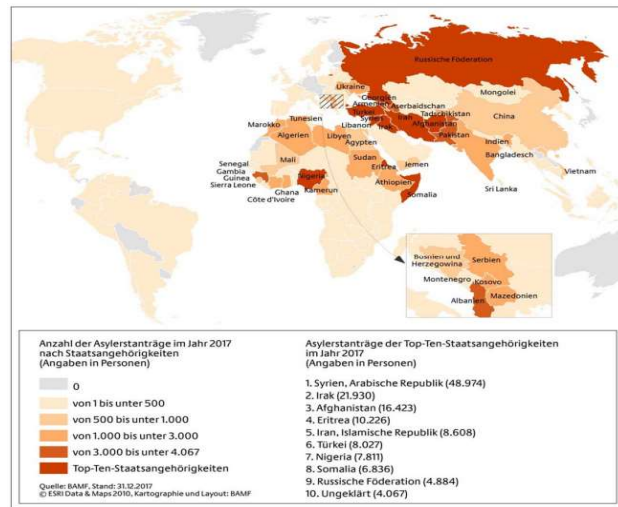 Russische Föderation
Ukraine
Mongolei
Georgien
Armenien
Aserbaidschan
Türkei
Tadschikistan
China
Tunesien
Syrien
Iran
Afghanistan
Marokko
Libanon
Irak
Pakistan
Algerien
Libyen
Ägypten
Indien
Bangladesch
Senegal
Mali
Sudan
Eritrea
Jemen
Gambia
Guinea
Nigeria
Vietnam
Sierra Leone
Äthiopien
Ghana
Kamerun
Sri Lanka
Côte d'Ivoire
Somalia
Bosnien und
Herzegowina
Serbien
Montenegro
Kosovo
Albanien
Mazedonien
Anzahl der Asylerstanträge im Jahr 2017
nach Staatsangehörigkeiten
(Angaben in Personen)
0
von 1 bis unter 500
von 500 bis unter 1.000
von 1.000 bis unter 3.000
von 3.000 bis unter 4.067
Top-Ten-Staatsangehörigkeiten
Quelle: BAMF, Stand: 31.12.2017
© ESRI Data & Maps 2010, Kartographie und Layout: BAMF
Asylerstanträge der Top-Ten-Staatsangehörigkeiten
im Jahr 2017
(Angaben in Personen)
1. Syrien, Arabische Republik (48.974)
2. Irak (21.930)
3. Afghanistan (16.423)
4. Eritrea (10.226)
5. Iran, Islamische Republik (8.608)
6. Türkei (8.027)
7. Nigeria (7.811)
8. Somalia (6.836)
9. Russische Föderation (4.884)
10. Ungeklärt (4.067)